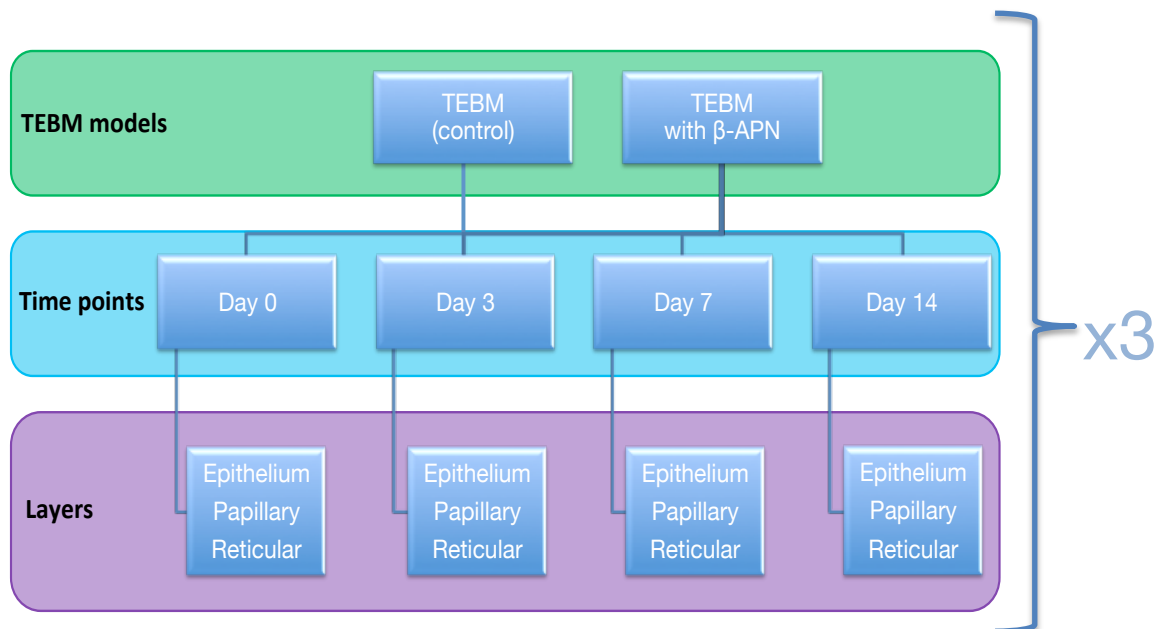 TEBM models
TEBM
(control)
TEBM
with β-APN
Time points
Day 0
Day 3
Day 7
Day 14
x3
Layers
Epithelium
Papillary
Reticular
Epithelium
Papillary
Reticular
Epithelium
Papillary
Reticular
Epithelium
Papillary
Reticular